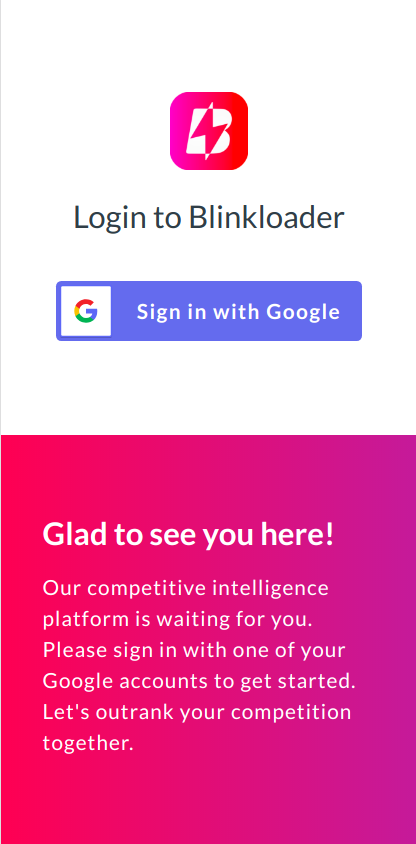 B
Login to Blinkloader
Sign in with Google
Glad to see you here!
Our competitive intelligence
platform is waiting for you.
Please sign in with one of your
Google accounts to get started.
Let's outrank your competition
together.